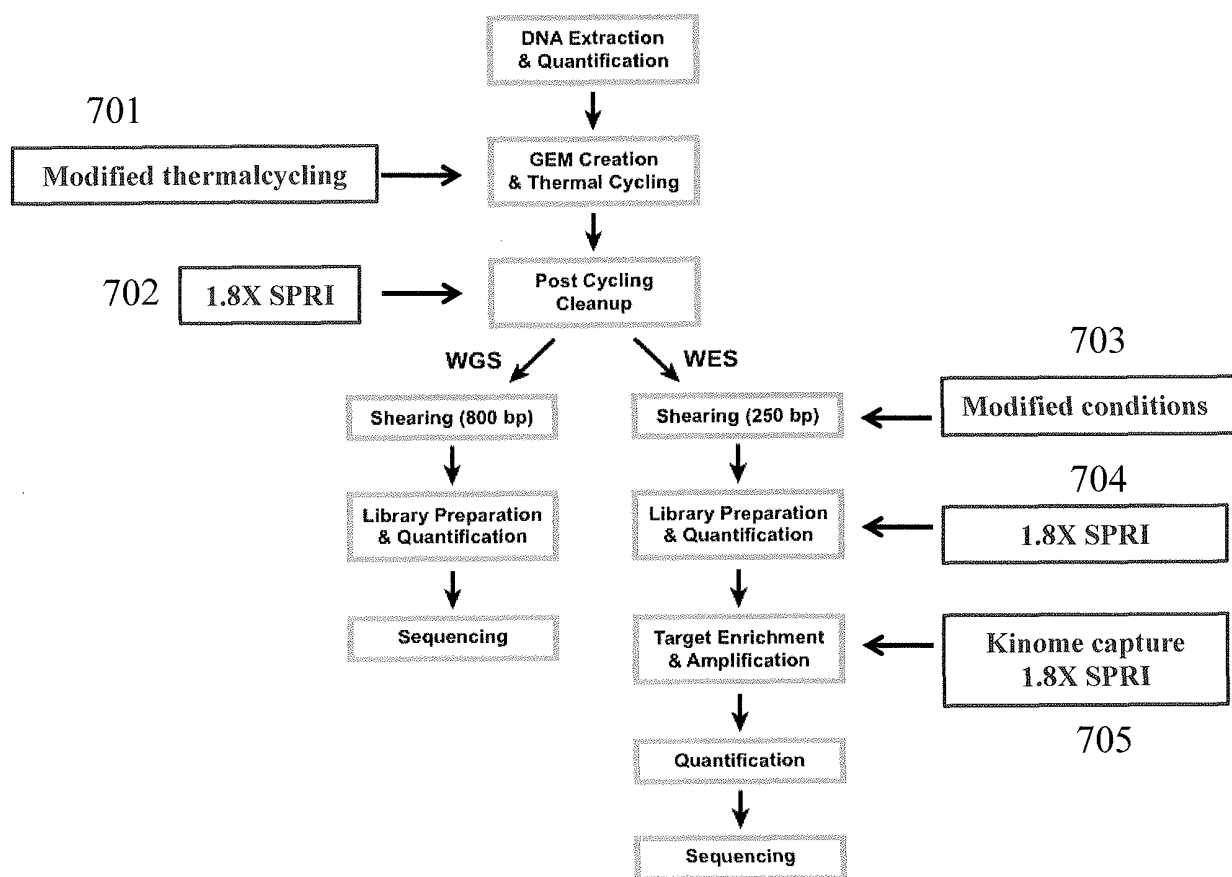 DNA Extraction
& Quantification
701
Modified thermalcycling
GEM Creation
& Thermal Cycling
702
1.8X SPRI
Post Cycling
Cleanup
WGS
WES
703
Shearing (800 bp)
Shearing (250 bp)
Modified conditions
704
Library Preparation
& Quantification
Library Preparation
& Quantification
1.8X SPRI
Sequencing
Target Enrichment
& Amplification
Kinome capture
1.8X SPRI
705
Quantification
Sequencing